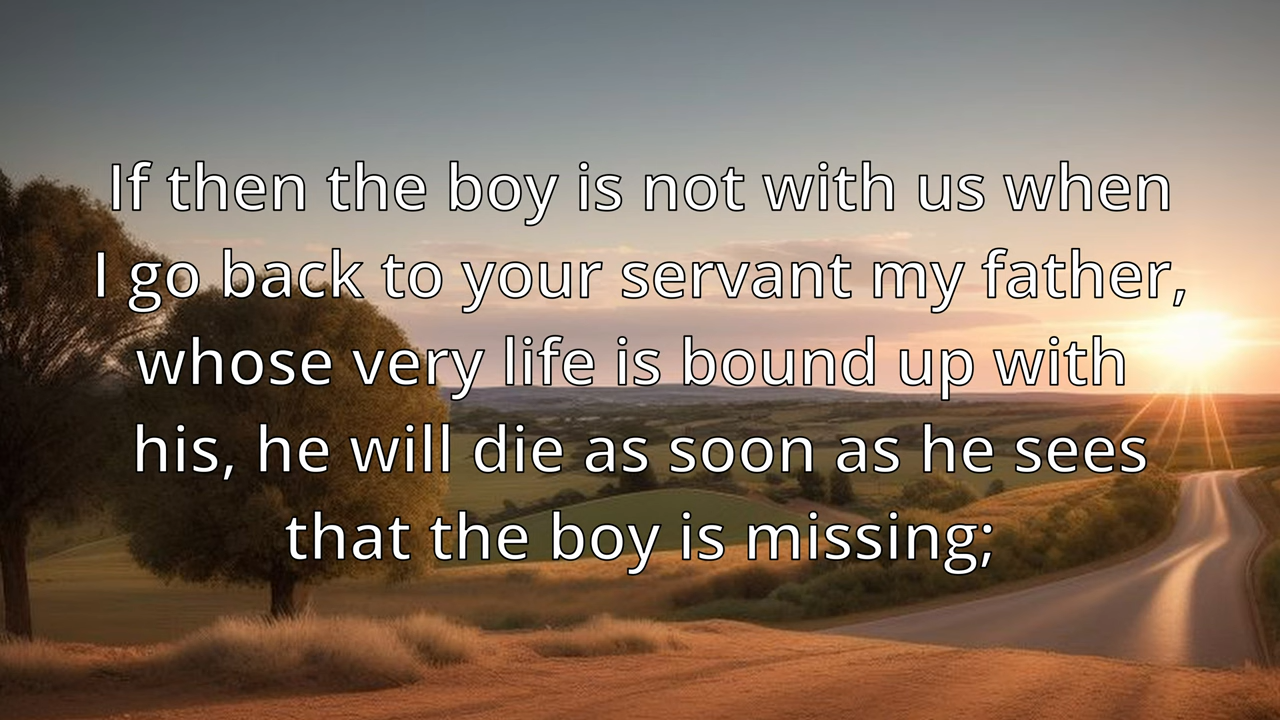 If then the boy is not with us when
I go back to your servant my father,
whose very life is bound up with
his, he will die as soon as he sees
that the boy is missing;